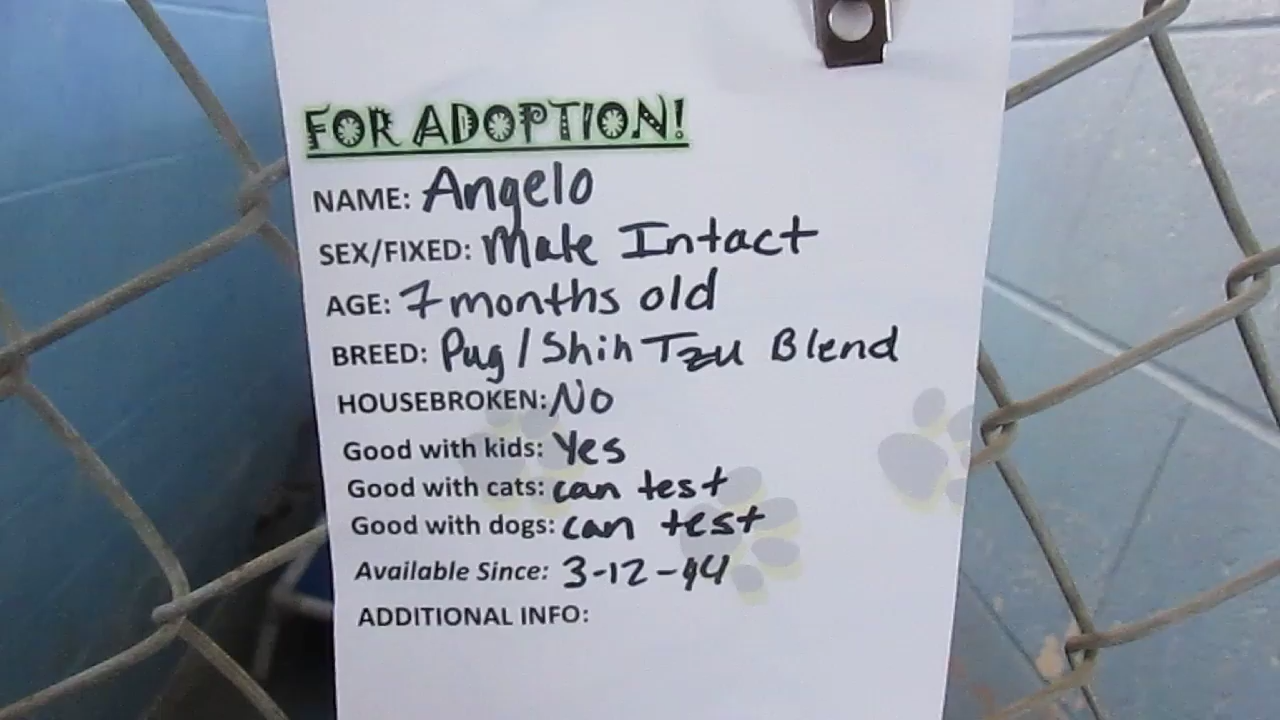 FOR ADOPTION!
NAME: Angelo
SEX/FIXED: Male Intact
AGE: 7 months old
BREED: Pug/Shih Tzu Blend
HOUSEBROKEN: No
Good with kids: Yes
Good with cats: can test
Good with dogs: can test
Available Since: 3-12-
ADDITIONAL INFO: